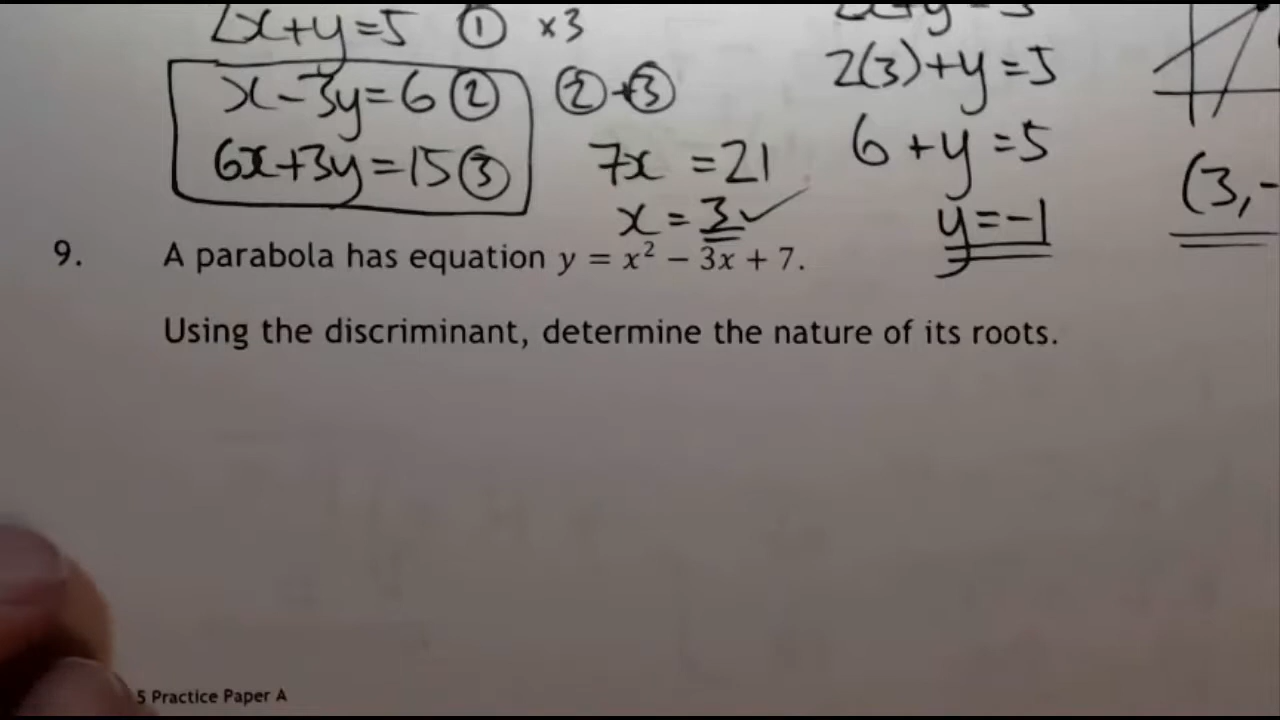 2x+y=5 ① ×3
x-3y=6 ② ②+③
6x+3y=15 ③
7x =21
x = 3 ✓
2(3)+y=5
6+y=5
y=-1
(3,-
9. A parabola has equation y = x² − 3x + 7.
Using the discriminant, determine the nature of its roots.
5 Practice Paper A